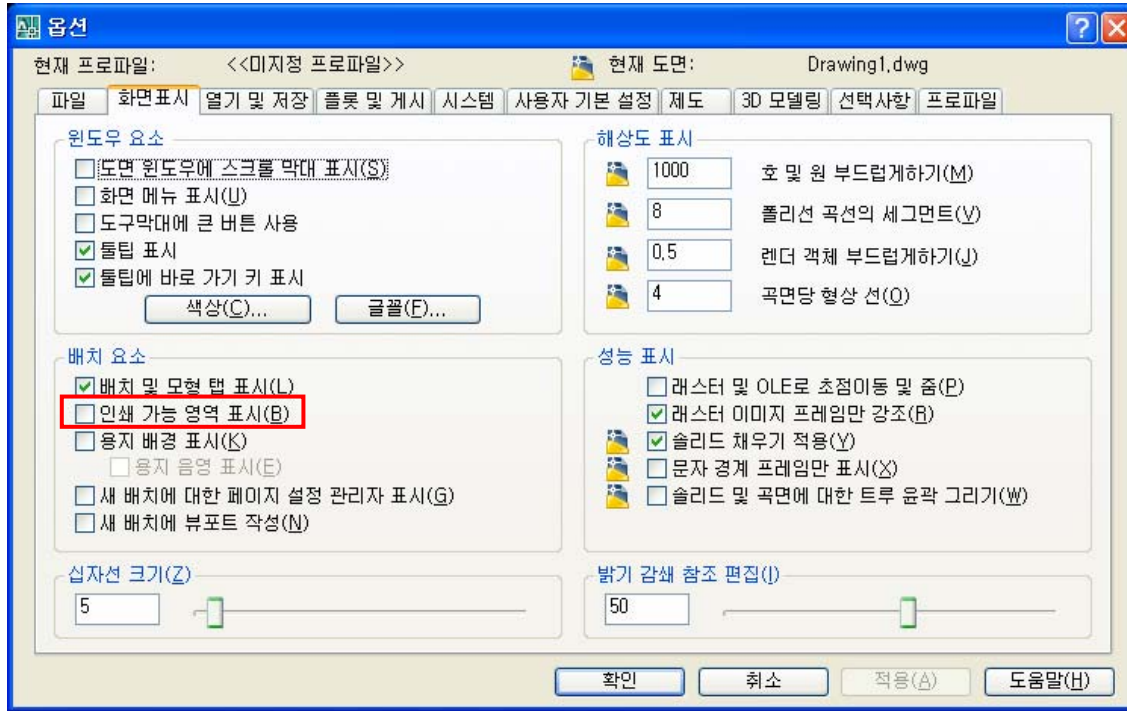 옵션
현재 프로파일: <<미지정 프로파일>> 현재 도면: Drawing1.dwg
파일 화면표시 열기 및 저장 플롯 및 게시 시스템 사용자 기본 설정 제도 3D 모델링 선택사항 프로파일
윈도우 요소
도면 윈도우에 스크롤 막대 표시(S)
화면 메뉴 표시(U)
도구막대에 큰 버튼 사용
툴팁 표시
툴팁에 바로 가기 키 표시
색상(C)... 글꼴(F)...
해상도 표시
1000 호 및 원 부드럽게하기(M)
8 폴리선 곡선의 세그먼트(V)
0.5 렌더 객체 부드럽게하기(J)
4 곡면당 형상 선(O)
배치 요소
배치 및 모형 탭 표시(L)
인쇄 가능 영역 표시(B)
용지 배경 표시(K)
용지 음영 표시(E)
새 배치에 대한 페이지 설정 관리자 표시(G)
새 배치에 뷰포트 작성(N)
성능 표시
래스터 및 OLE로 초점이동 및 줌(P)
래스터 이미지 프레임만 강조(R)
솔리드 채우기 적용(Y)
문자 경계 프레임만 표시(X)
솔리드 및 곡면에 대한 트루 윤곽 그리기(W)
십자선 크기(Z)
5
밝기 감쇄 참조 편집(I)
50
확인 취소 적용(A) 도움말(H)